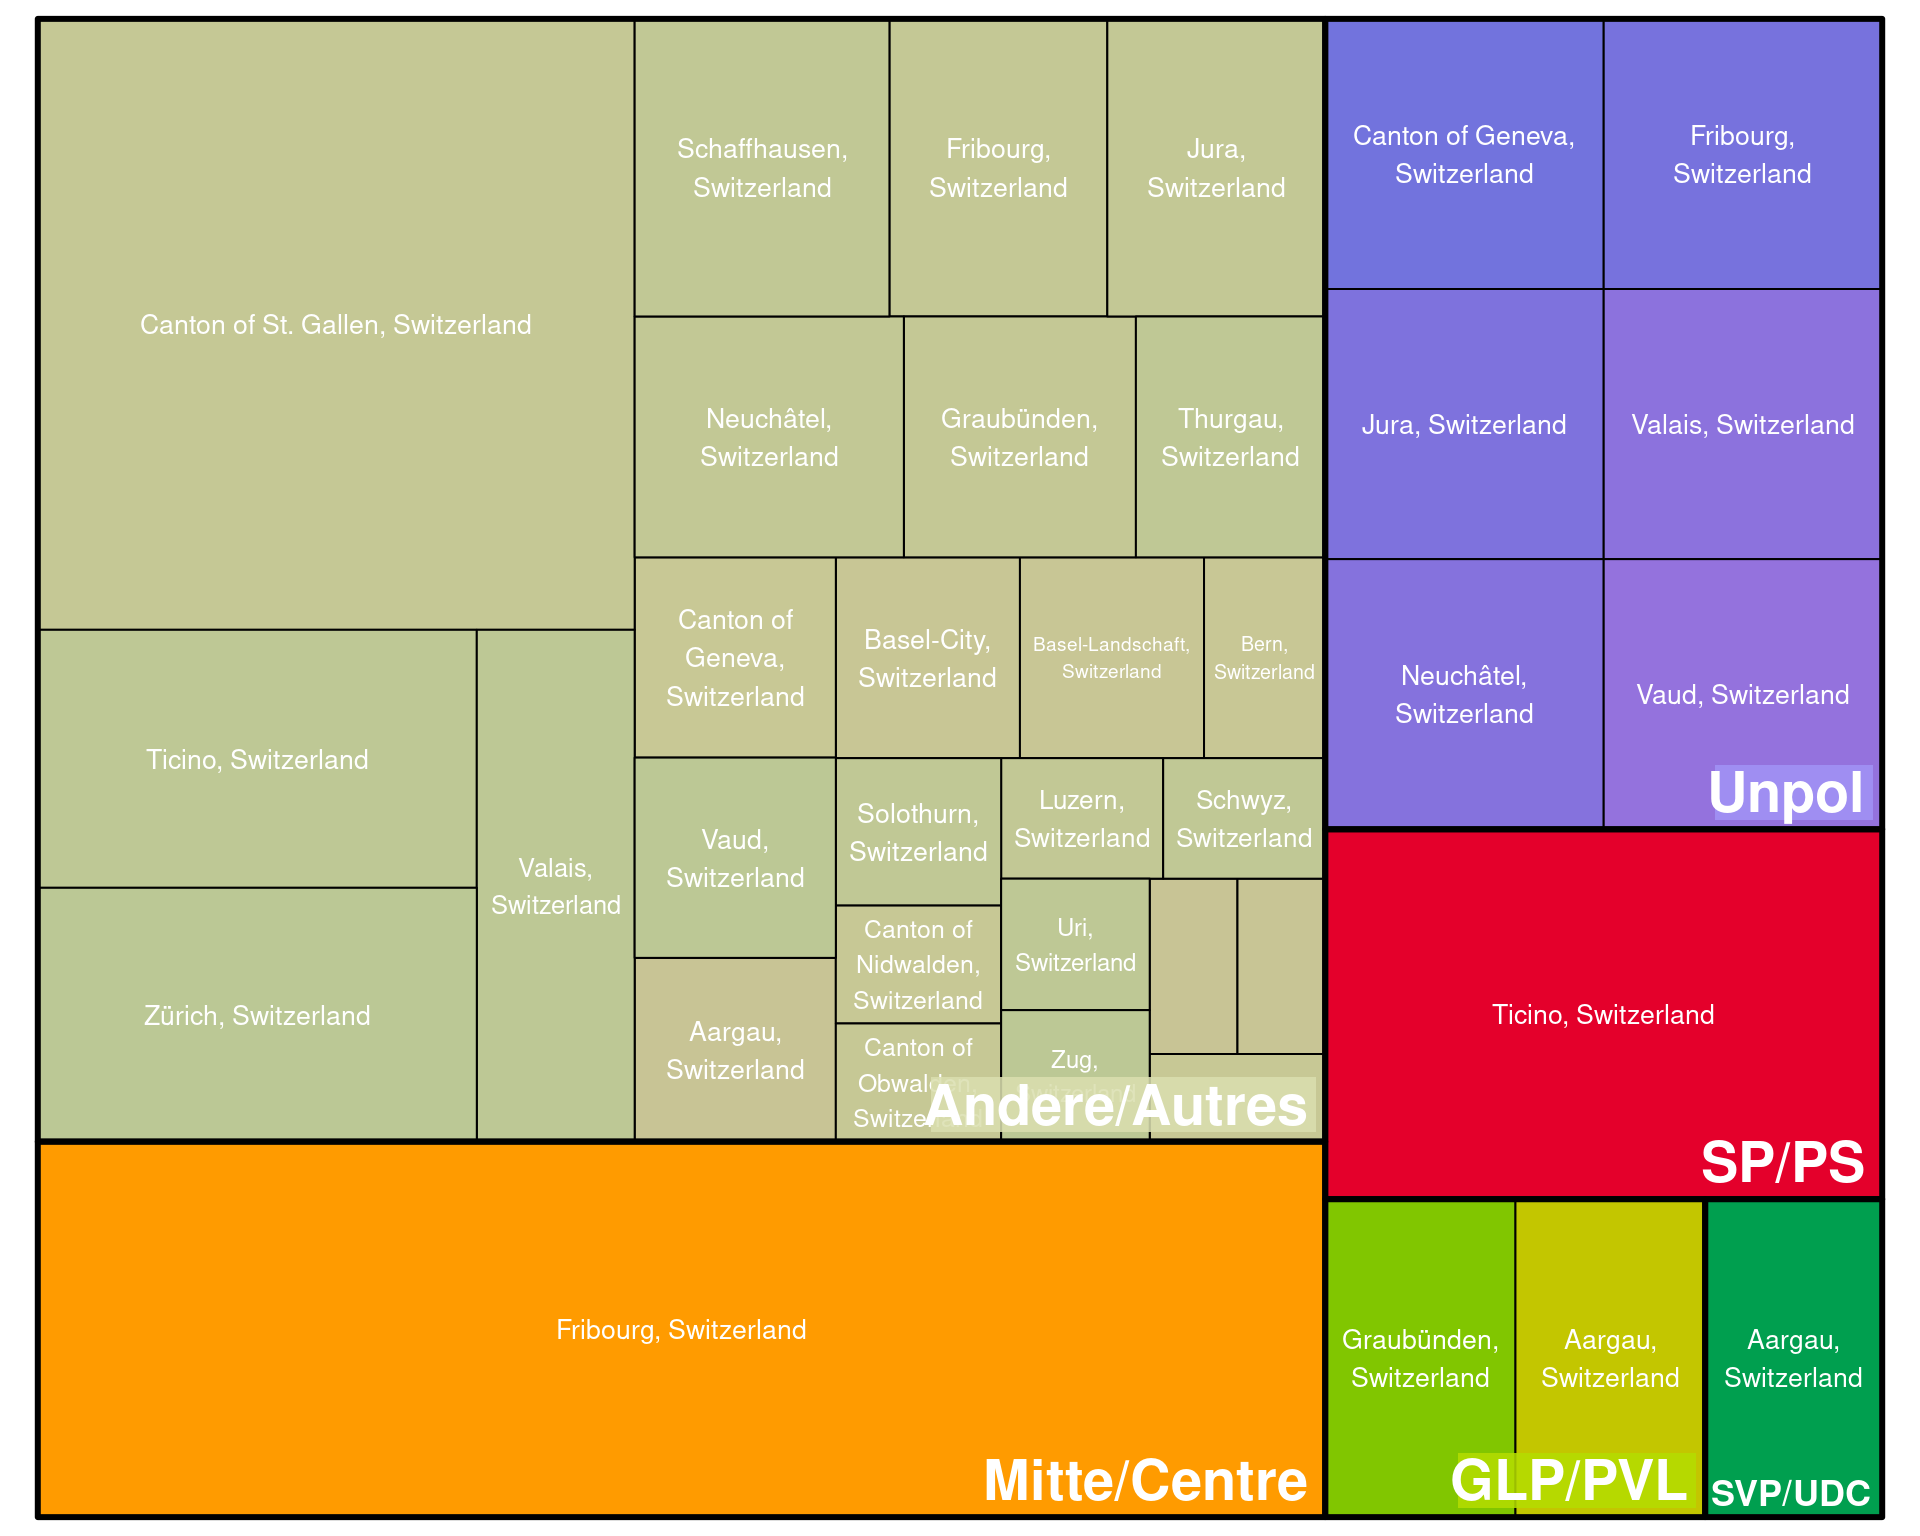 Canton of St. Gallen, Switzerland
Schaffhausen,
Switzerland
Fribourg,
Switzerland
Jura,
Switzerland
Neuchâtel,
Switzerland
Graubünden,
Switzerland
Thurgau,
Switzerland
Canton of
Geneva,
Switzerland
Basel-City,
Switzerland
Basel-Landschaft,
Switzerland
Bern,
Switzerland
Ticino, Switzerland
Zürich, Switzerland
Valais,
Switzerland
Vaud,
Switzerland
Aargau,
Switzerland
Solothurn,
Switzerland
Luzern,
Switzerland
Schwyz,
Switzerland
Canton of
Nidwalden,
Switzerland
Uri,
Switzerland
Canton of
Obwalden,
Switzerland
Zug,
Switzerland
Andere/Autres
Fribourg, Switzerland
Mitte/Centre
Canton of Geneva,
Switzerland
Fribourg,
Switzerland
Jura, Switzerland
Valais, Switzerland
Neuchâtel,
Switzerland
Vaud, Switzerland
Unpol
Ticino, Switzerland
SP/PS
Graubünden,
Switzerland
Aargau,
Switzerland
GLP/PVL
Aargau,
Switzerland
SVP/UDC